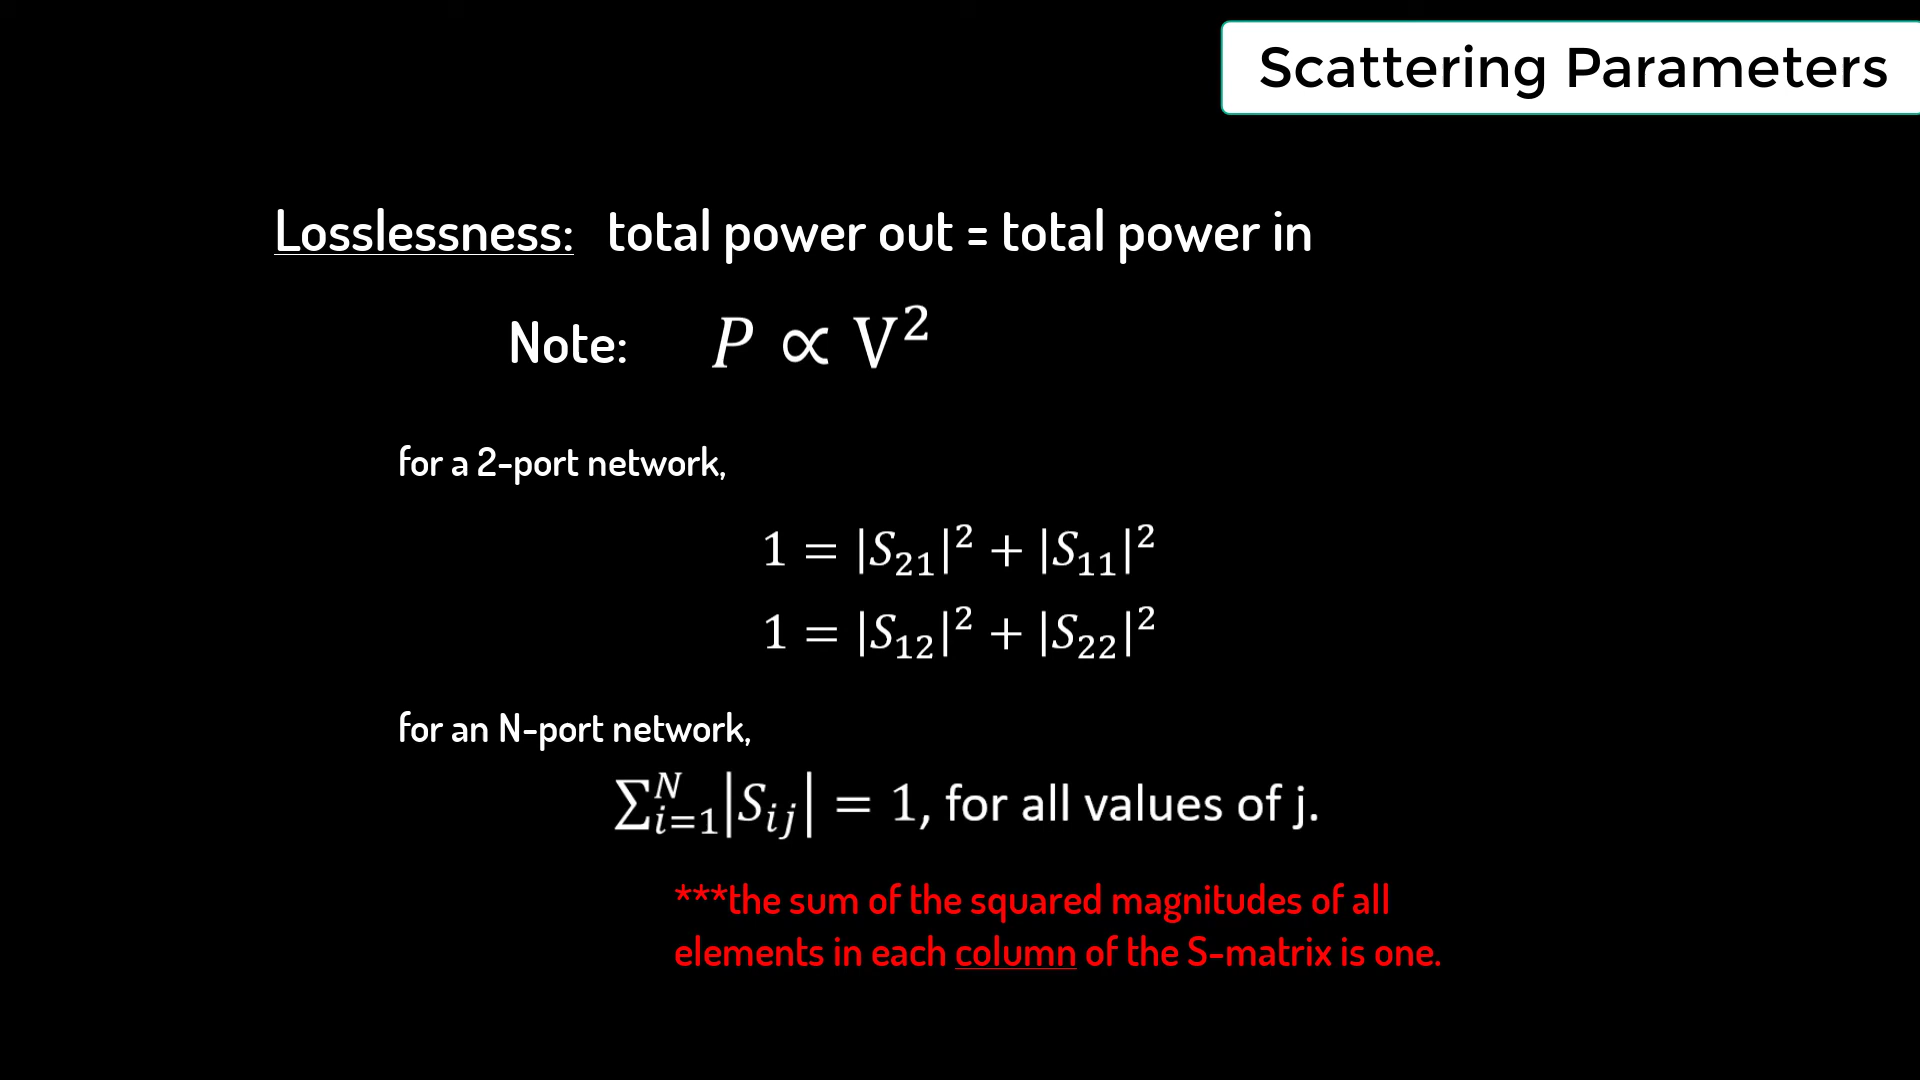 Scattering Parameters
Losslessness: total power out = total power in
Note: P ∝ V²
for a 2-port network,
1 = |S₂₁|² + |S₁₁|²
1 = |S₁₂|² + |S₂₂|²
for an N-port network,
∑ᵢ₌₁ᴺ|Sᵢⱼ| = 1, for all values of j.
***the sum of the squared magnitudes of all
elements in each column of the S-matrix is one.